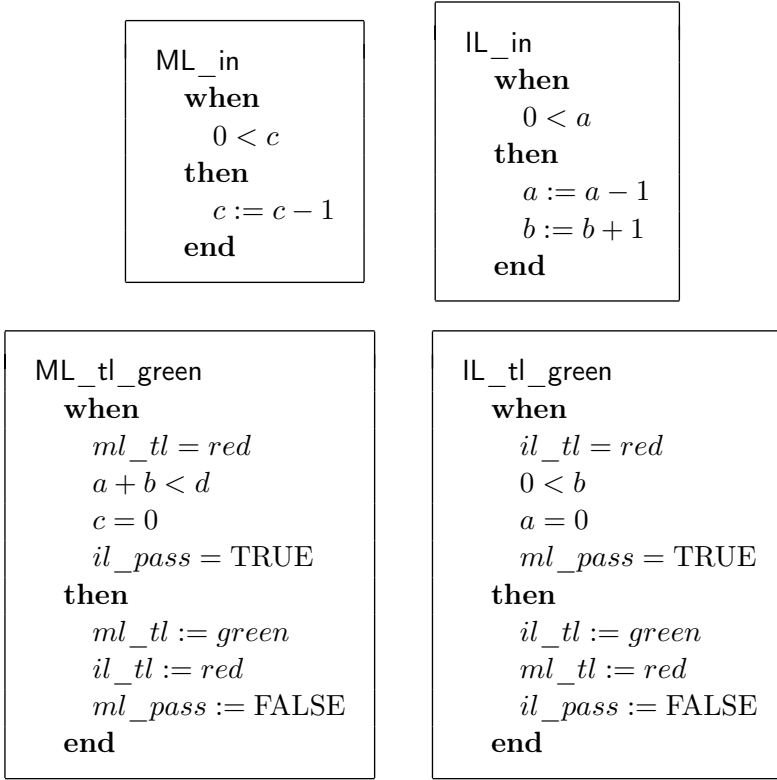 ML_in
when
0 < c
then
c := c − 1
end
IL_in
when
0 < a
then
a := a − 1
b := b + 1
end
ML_tl_green
when
ml_tl = red
a + b < d
c = 0
il_pass = TRUE
then
ml_tl := green
il_tl := red
ml_pass := FALSE
end
IL_tl_green
when
il_tl = red
0 < b
a = 0
ml_pass = TRUE
then
il_tl := green
ml_tl := red
il_pass := FALSE
end